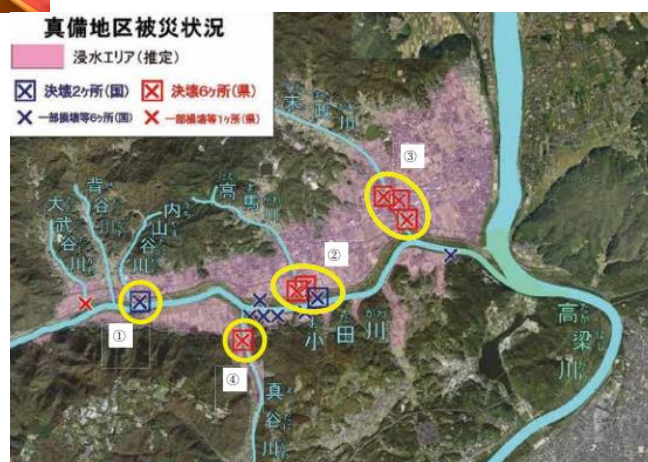 真備地区被災状況
浸水エリア(推定)
決壊2ヶ所(国) 決壊6ヶ所(県)
一部損壊等6ヶ所(国) 一部損壊等1ヶ所(県)
末政川
③
高馬川
背谷川
内山谷川
大武谷川
②
小田川
①
④
真谷川
高梁川